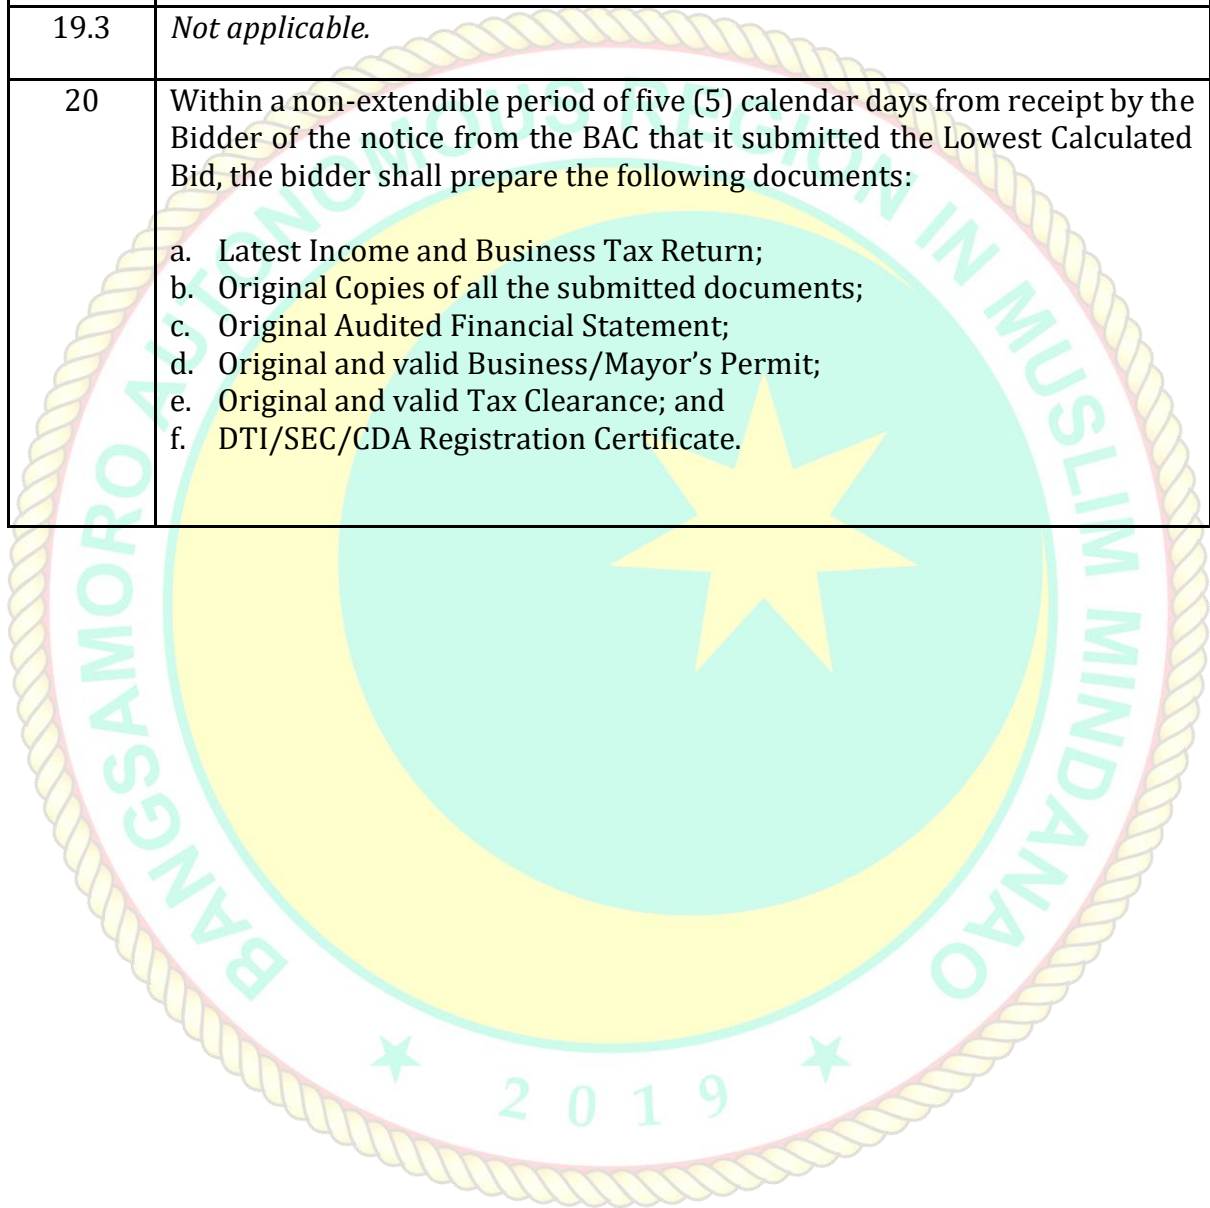 19.3 Not applicable.
20 Within a non-extendible period of five (5) calendar days from receipt by the
Bidder of the notice from the BAC that it submitted the Lowest Calculated
Bid, the bidder shall prepare the following documents:
a. Latest Income and Business Tax Return;
b. Original Copies of all the submitted documents;
c. Original Audited Financial Statement;
d. Original and valid Business/Mayor’s Permit;
e. Original and valid Tax Clearance; and
f. DTI/SEC/CDA Registration Certificate.
BANGSAMORO AUTONOMOUS REGION IN MUSLIM MINDANAO
2019